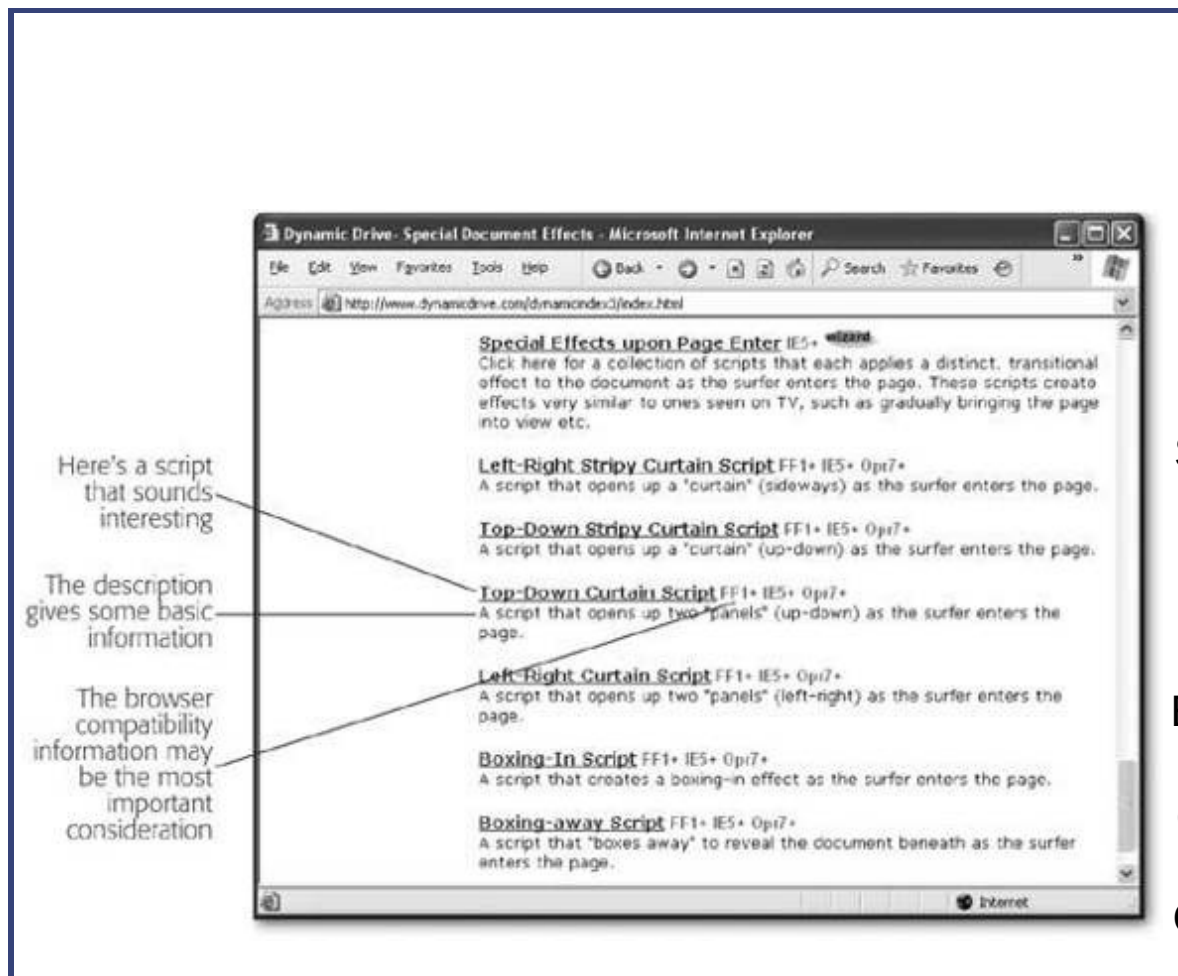 Dynamic Drive- Special Document Effects - Microsoft Internet Explorer
File Edit View Favorites Tools Help Back Search Favorites
Address http://www.dynamicdrive.com/dynamicindex3/index.html
Special Effects upon Page Enter IE5+ wizard
Click here for a collection of scripts that each applies a distinct, transitional
effect to the document as the surfer enters the page. These scripts create
effects very similar to ones seen on TV, such as gradually bringing the page
into view etc.
Left-Right Stripy Curtain Script FF1+ IE5+ Opr7+
A script that opens up a "curtain" (sideways) as the surfer enters the page.
Top-Down Stripy Curtain Script FF1+ IE5+ Opr7+
A script that opens up a "curtain" (up-down) as the surfer enters the page.
Top-Down Curtain Script FF1+ IE5+ Opr7+
A script that opens up two "panels" (up-down) as the surfer enters the
page.
Left-Right Curtain Script FF1+ IE5+ Opr7+
A script that opens up two "panels" (left-right) as the surfer enters the
page.
Boxing-In Script FF1+ IE5+ Opr7+
A script that creates a boxing-in effect as the surfer enters the page.
Boxing-away Script FF1+ IE5+ Opr7+
A script that "boxes away" to reveal the document beneath as the surfer
enters the page.
Internet
Here's a script
that sounds
interesting
The description
gives some basic
information
The browser
compatibility
information may
be the most
important
consideration